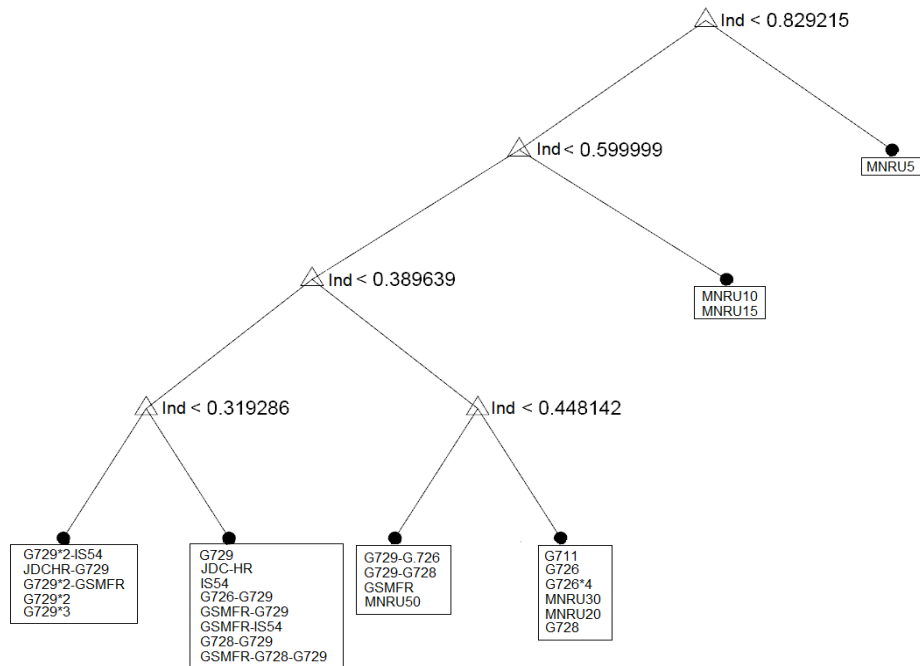 Ind < 0.829215
Ind < 0.599999
MNRU5
Ind < 0.389639
MNRU10
MNRU15
Ind < 0.319286
Ind < 0.448142
G729*2-IS54
JDCHR-G729
G729*2-GSMFR
G729*2
G729*3
G729
JDC-HR
IS54
G726-G729
GSMFR-G729
GSMFR-IS54
G728-G729
GSMFR-G728-G729
G729-G.726
G729-G728
GSMFR
MNRU50
G711
G726
G726*4
MNRU30
MNRU20
G728